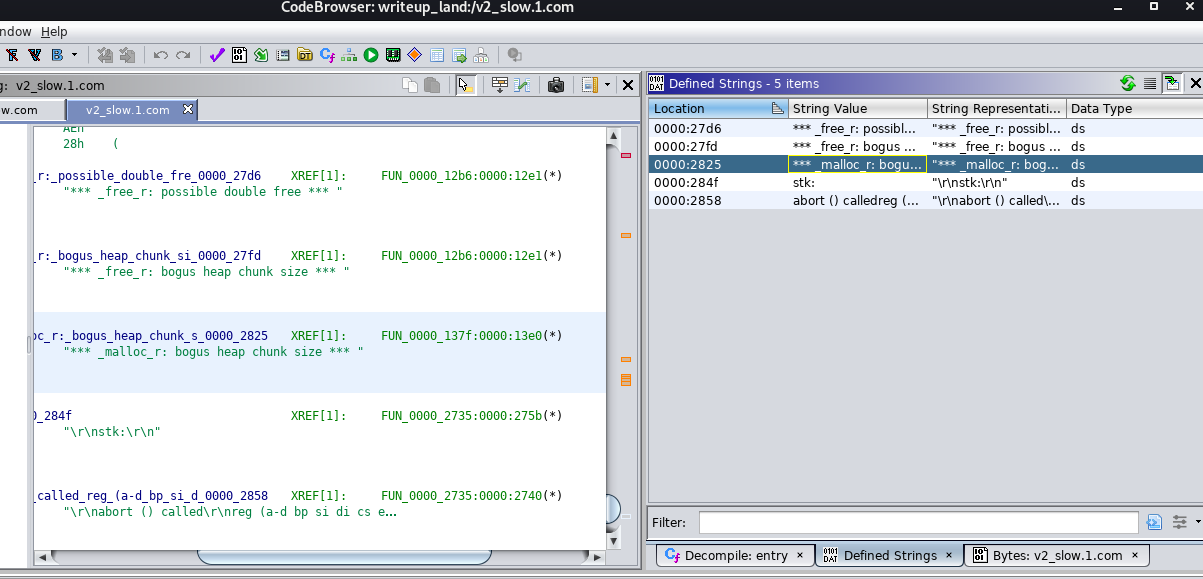 CodeBrowser: writeup_land:/v2_slow.1.com
ndow Help
g: v2_slow.1.com
w.com v2_slow.1.com
AEh
28h (
_r:_possible_double_fre_0000_27d6 XREF[1]: FUN_0000_12b6:0000:12e1(*)
"*** _free_r: possible double free *** "
_r:_bogus_heap_chunk_si_0000_27fd XREF[1]: FUN_0000_12b6:0000:12e1(*)
"*** _free_r: bogus heap chunk size *** "
oc_r:_bogus_heap_chunk_s_0000_2825 XREF[1]: FUN_0000_137f:0000:13e0(*)
"*** _malloc_r: bogus heap chunk size *** "
0_284f XREF[1]: FUN_0000_2735:0000:275b(*)
"\r\nstk:\r\n"
_called_reg_(a-d_bp_si_d_0000_2858 XREF[1]: FUN_0000_2735:0000:2740(*)
"\r\nabort () called\r\nreg (a-d bp si di cs e...
Defined Strings - 5 items
Location String Value String Representati... Data Type
0000:27d6 *** _free_r: possibl... "*** _free_r: possibl... ds
0000:27fd *** _free_r: bogus ... "*** _free_r: bogus ... ds
0000:2825 *** _malloc_r: bogu... "*** _malloc_r: bog... ds
0000:284f stk: "\r\nstk:\r\n" ds
0000:2858 abort () calledreg (... "\r\nabort () called\... ds
Filter:
Decompile: entry × Defined Strings × Bytes: v2_slow.1.com ×